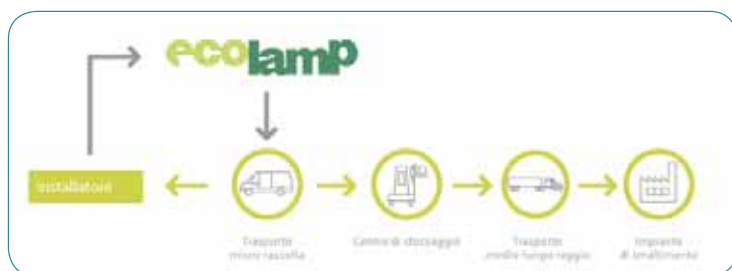 ecolamp
Installatore
Trasporto
micro raccolta
Centro di stoccaggio
Trasporto
medio lungo raggio
Impianto
di smaltimento